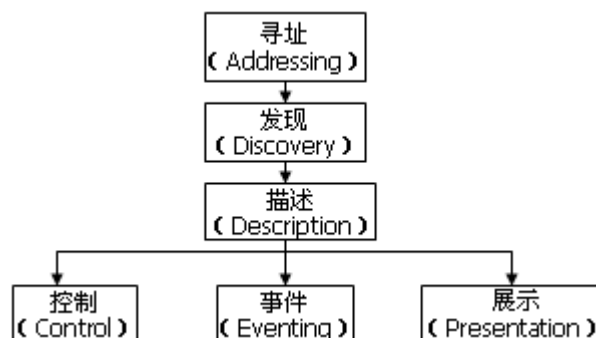 寻址
( Addressing )
发现
( Discovery )
描述
( Description )
控制
( Control )
事件
( Eventing )
展示
( Presentation )